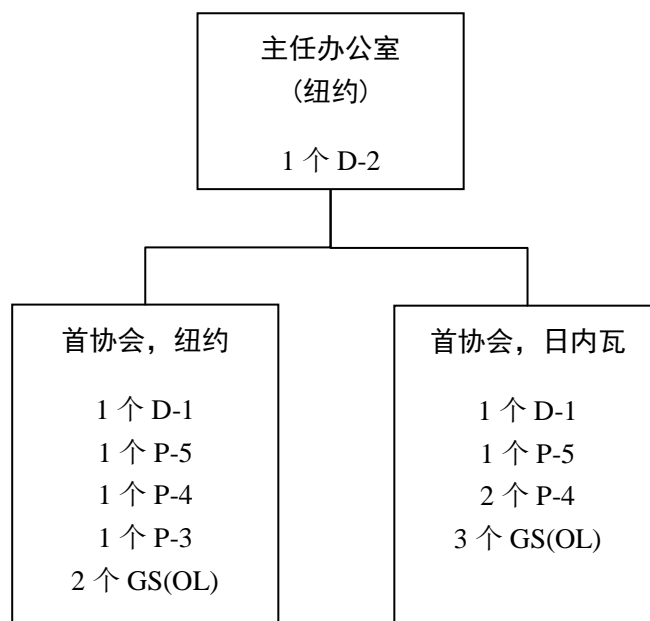 主任办公室
(纽约)
1 个 D-2
首协会，纽约
1 个 D-1
1 个 P-5
1 个 P-4
1 个 P-3
2 个 GS(OL)
首协会，日内瓦
1 个 D-1
1 个 P-5
2 个 P-4
3 个 GS(OL)